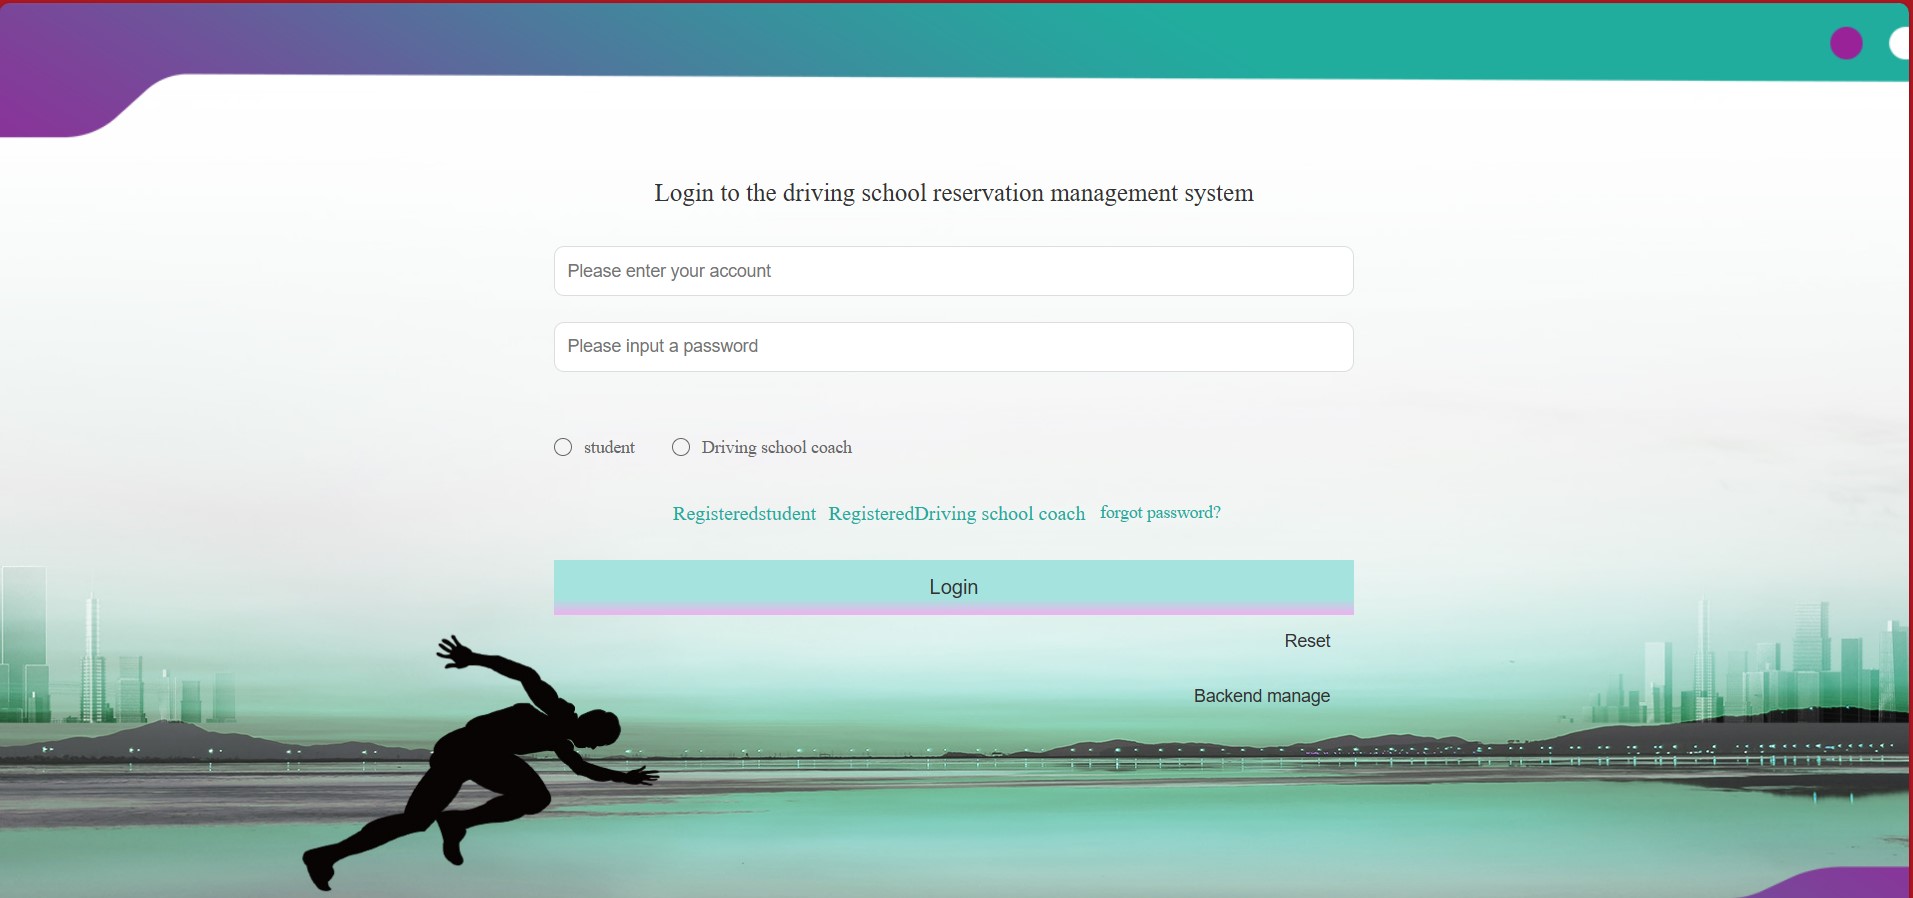 Login to the driving school reservation management system
Please enter your account
Please input a password
student Driving school coach
Registeredstudent RegisteredDriving school coach forgot password?
Login
Reset
Backend manage